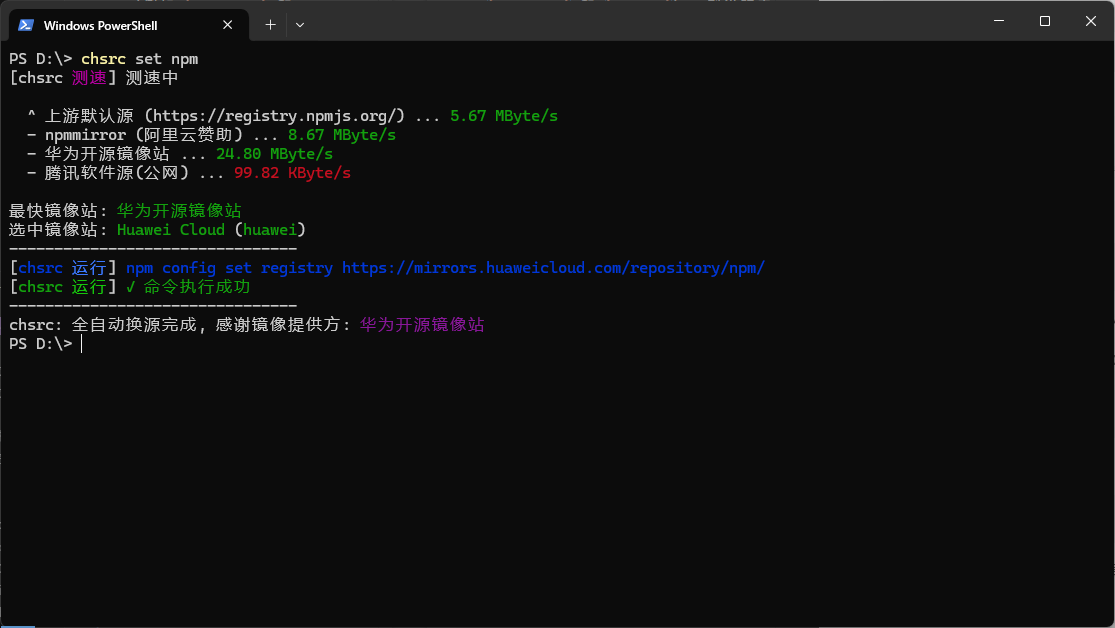 Windows PowerShell
PS D:\> chsrc set npm
[chsrc 测速] 测速中
^ 上游默认源 (https://registry.npmjs.org/) ... 5.67 MByte/s
- npmmirror (阿里云赞助) ... 8.67 MByte/s
- 华为开源镜像站 ... 24.80 MByte/s
- 腾讯软件源(公网) ... 99.82 KByte/s
最快镜像站: 华为开源镜像站
选中镜像站: Huawei Cloud (huawei)
--------------------------------
[chsrc 运行] npm config set registry https://mirrors.huaweicloud.com/repository/npm/
[chsrc 运行] ✓ 命令执行成功
--------------------------------
chsrc: 全自动换源完成, 感谢镜像提供方: 华为开源镜像站
PS D:\>